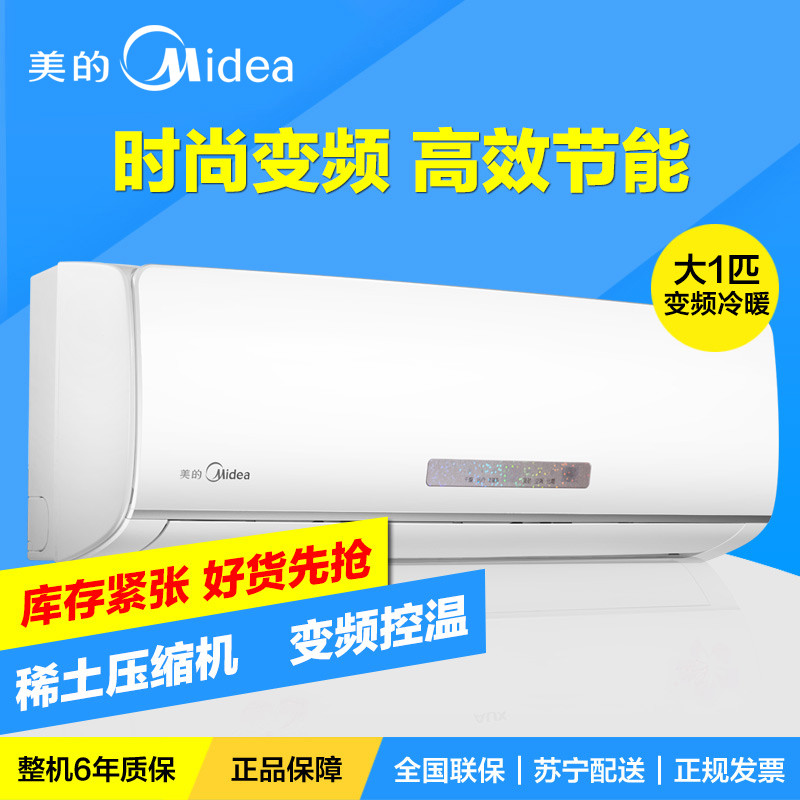 美的 Midea
时尚变频 高效节能
大1匹
变频冷暖
美的 Midea
库存紧张 好货先抢
稀土压缩机 变频控温
整机6年质保 正品保障 全国联保 苏宁配送 正规发票